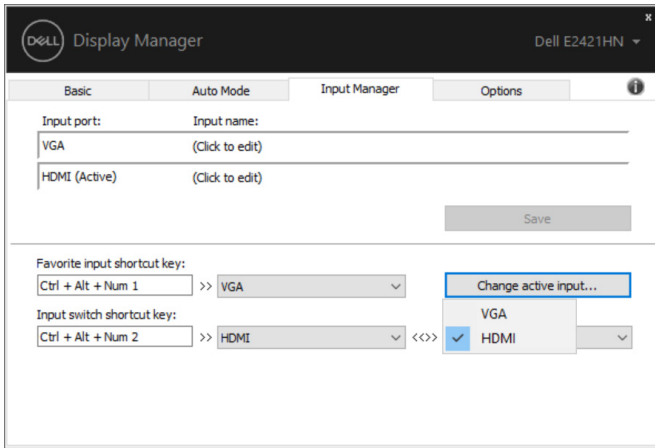 x
DELL Display Manager
Dell E2421HN
Basic Auto Mode Input Manager Options i
Input port: Input name:
VGA (Click to edit)
HDMI (Active) (Click to edit)
Save
Favorite input shortcut key:
Ctrl + Alt + Num 1 >> VGA Change active input...
Input switch shortcut key:
VGA
Ctrl + Alt + Num 2 >> HDMI <<>> HDMI